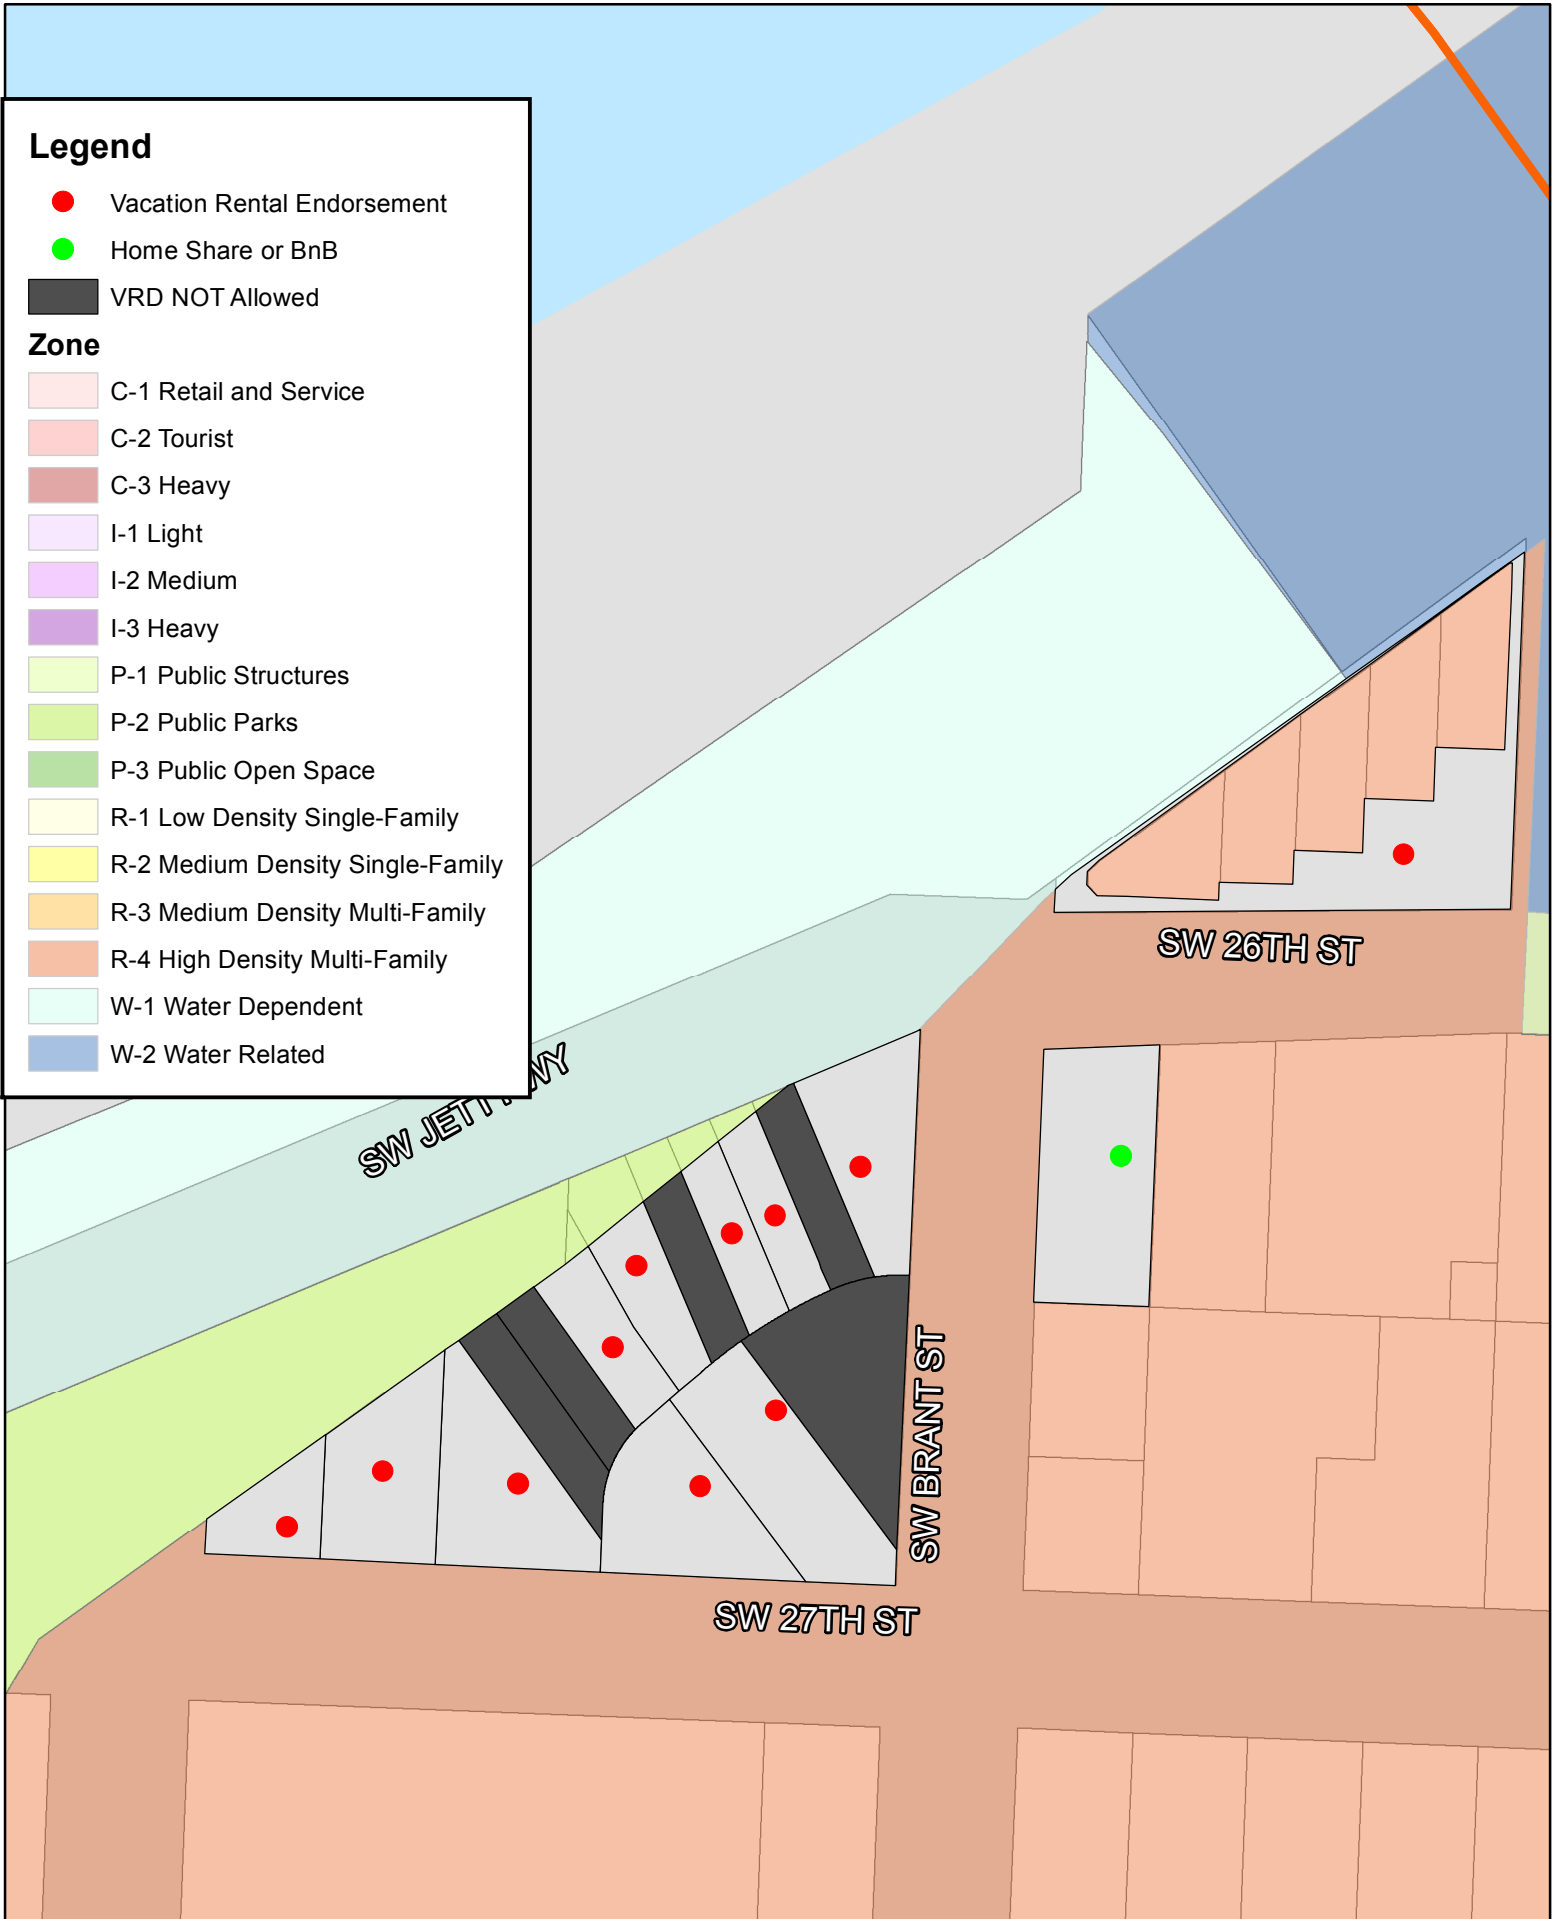 Legend
Vacation Rental Endorsement
Home Share or BnB
VRD NOT Allowed
Zone
C-1 Retail and Service
C-2 Tourist
C-3 Heavy
I-1 Light
I-2 Medium
I-3 Heavy
P-1 Public Structures
P-2 Public Parks
P-3 Public Open Space
R-1 Low Density Single-Family
R-2 Medium Density Single-Family
R-3 Medium Density Multi-Family
R-4 High Density Multi-Family
W-1 Water Dependent
W-2 Water Related
SW 26TH ST
SW
SW BRANT ST
SW 27TH ST